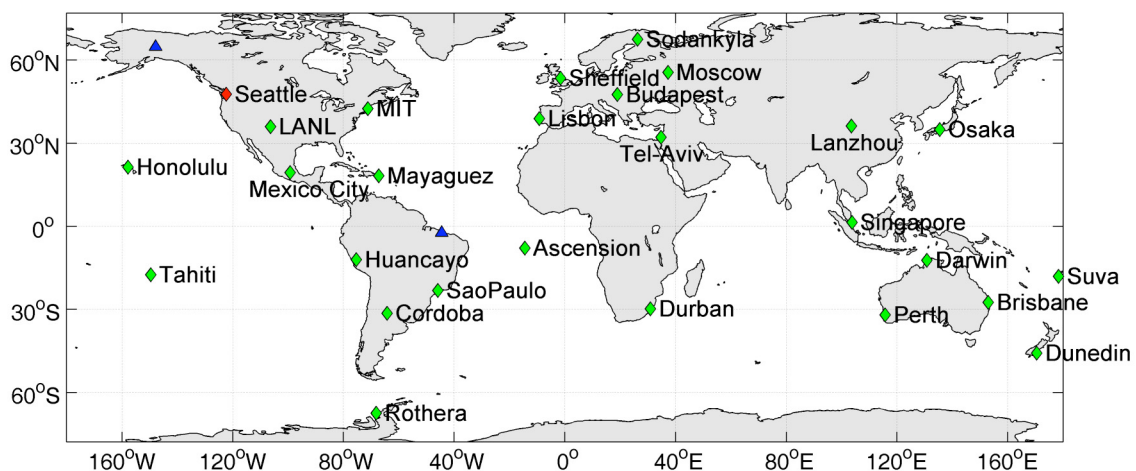 60°N
30°N
0°
30°S
60°S
Sodankyla
Sheffield
Moscow
Budapest
Seattle
MIT
Lisbon
LANL
Tel-Aviv
Lanzhou
Osaka
Honolulu
Mexico City
Mayaguez
Singapore
Ascension
Huancayo
Darwin
Tahiti
Suva
SaoPaulo
Cordoba
Durban
Perth
Brisbane
Dunedin
Rothera
160°W 120°W 80°W 40°W 0° 40°E 80°E 120°E 160°E